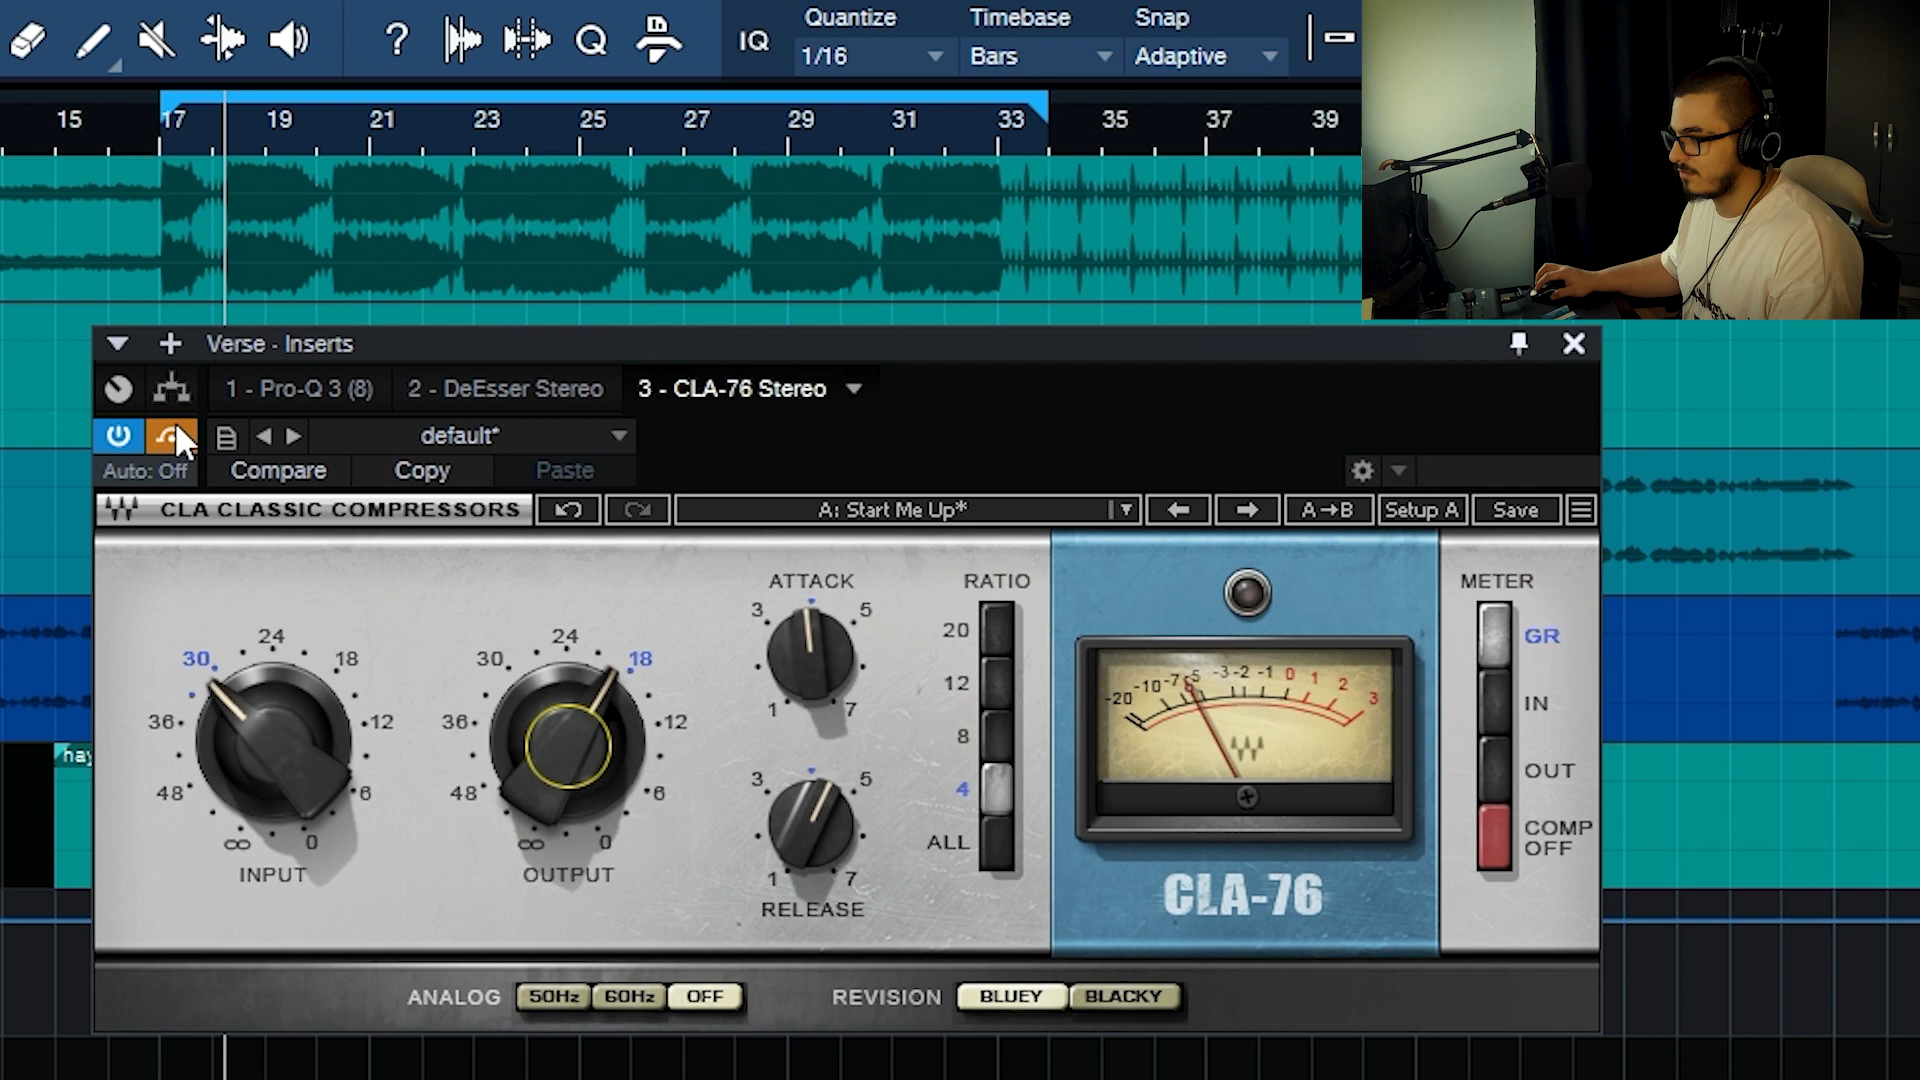 Quantize Timebase Snap
? Q IQ 1/16 Bars Adaptive
15 17 19 21 23 25 27 29 31 33 35 37 39
Verse - Inserts
1 - Pro-Q 3 (8) 2 - DeEsser Stereo 3 - CLA-76 Stereo
default*
Auto: Off Compare Copy Paste
CLA CLASSIC COMPRESSORS A: Start Me Up* A→B Setup A Save
ATTACK RATIO METER
3 5
24 24 20 -20 -10 -7 -5 -3 -2 -1 0 1 2 3 GR
30 18 30 18
12
1 7 IN
36 12 36 12
8
hay
3 5 OUT
48 6 48 6 4
∞ 0 ∞ 0 ALL COMP OFF
INPUT OUTPUT 1 7
RELEASE CLA-76
ANALOG 50Hz 60Hz OFF REVISION BLUEY BLACKY